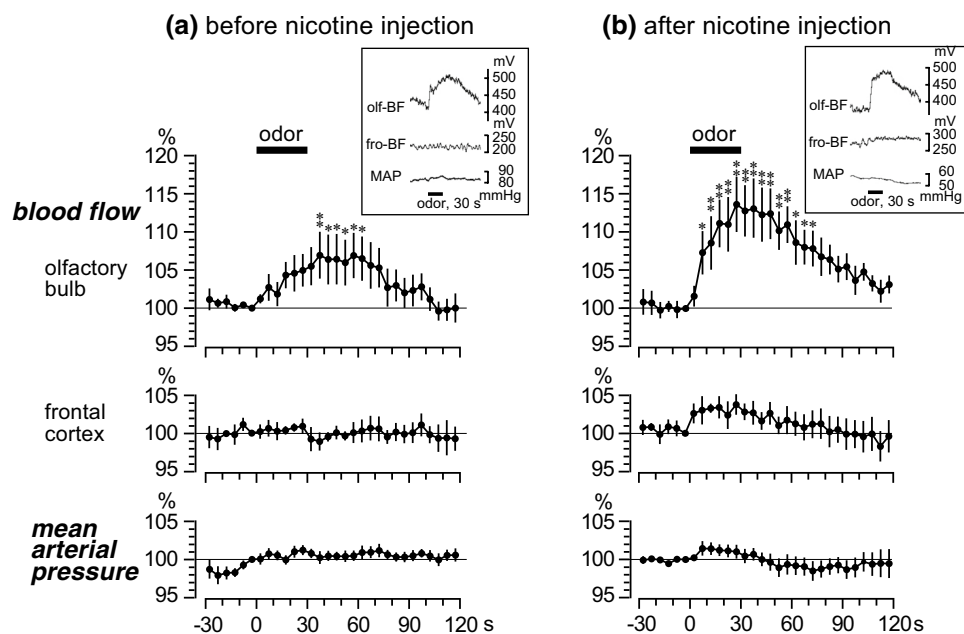 (a) before nicotine injection
(b) after nicotine injection
mV
500
450
400
olf-BF
mV
250
200
fro-BF
90
80
MAP
mmHg
odor, 30 s
mV
500
450
400
olf-BF
mV
300
250
fro-BF
60
50
MAP
mmHg
odor, 30 s
blood flow
olfactory
bulb
%
odor
120
115
110
105
100
95
** * * * * *
%
odor
120
115
110
105
100
95
* ** ** ** ** ** ** ** ** ** ** * * *
frontal
cortex
%
105
100
95
%
105
100
95
mean
arterial
pressure
%
105
100
95
-30 0 30 60 90 120 s
%
105
100
95
-30 0 30 60 90 120 s